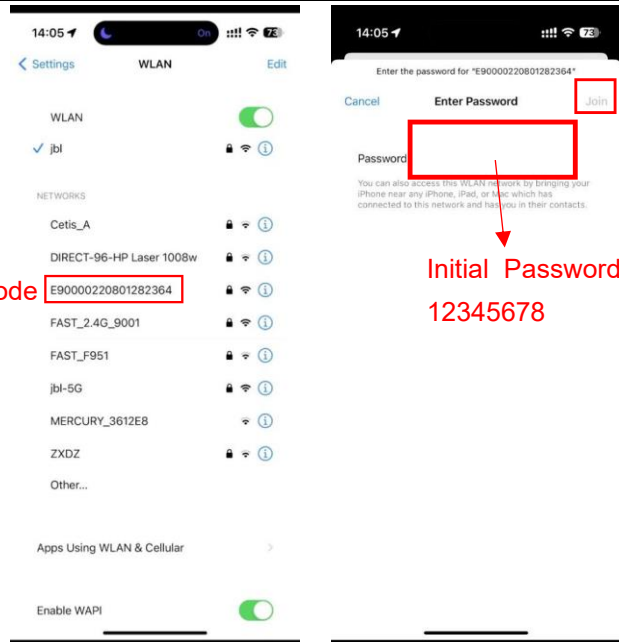 14:05
On
73
Settings
WLAN
Edit
WLAN
jbl
NETWORKS
Cetis_A
DIRECT-96-HP Laser 1008w
ode
E90000220801282364
FAST_2.4G_9001
FAST_F951
jbl-5G
MERCURY_3612E8
ZXDZ
Other...
Apps Using WLAN & Cellular
Enable WAPI
14:05
73
Enter the password for "E90000220801282364"
Cancel
Enter Password
Join
Password
You can also access this WLAN network by bringing your
iPhone near any iPhone, iPad, or Mac which has
connected to this network and has you in their contacts.
Initial Password
12345678